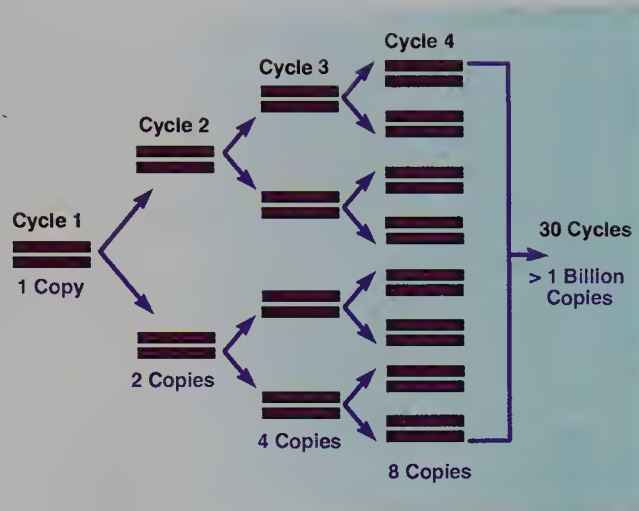 Cycle 1
1 Copy
Cycle 2
2 Copies
Cycle 3
4 Copies
Cycle 4
8 Copies
30 Cycles
> 1 Billion
Copies